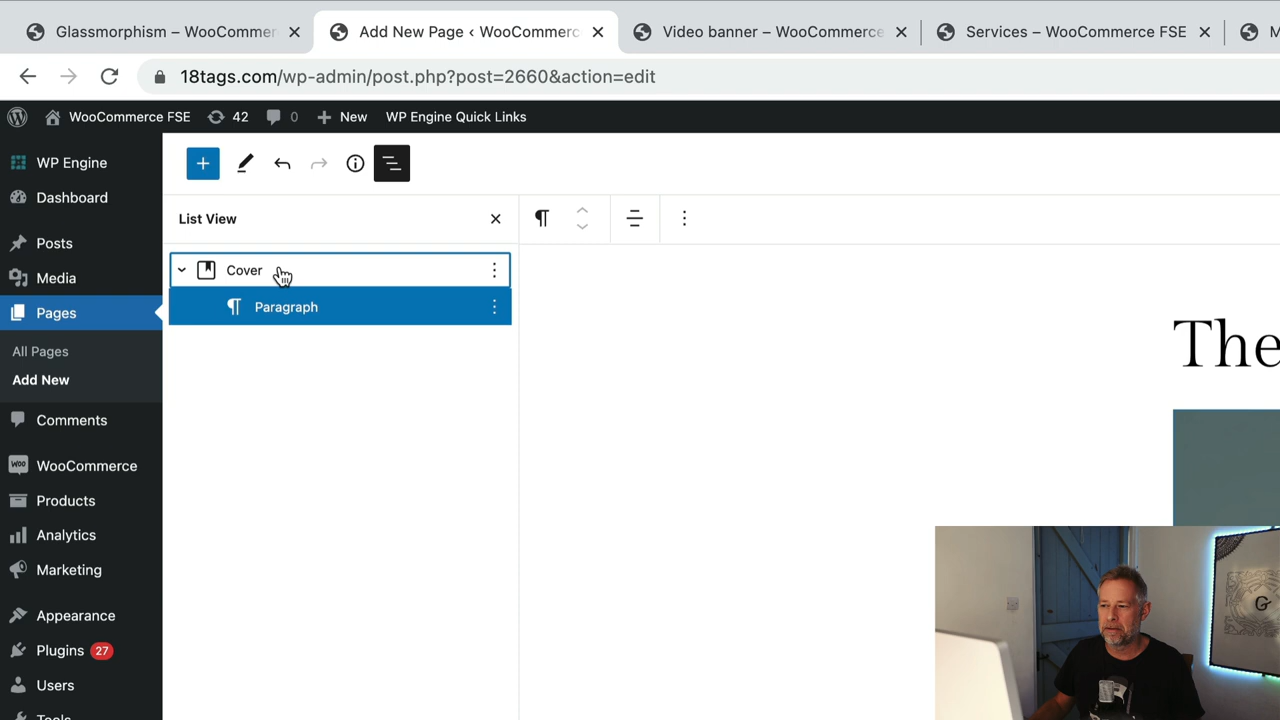 Glassmorphism – WooCommer
Add New Page ‹ WooCommerc
Video banner – WooCommerce
Services – WooCommerce FSE
M
18tags.com/wp-admin/post.php?post=2660&action=edit
WooCommerce FSE
42
0
New
WP Engine Quick Links
WP Engine
Dashboard
Posts
Media
Pages
All Pages
Add New
Comments
WooCommerce
Products
Analytics
Marketing
Appearance
Plugins 27
Users
Tools
List View
Cover
Paragraph
The